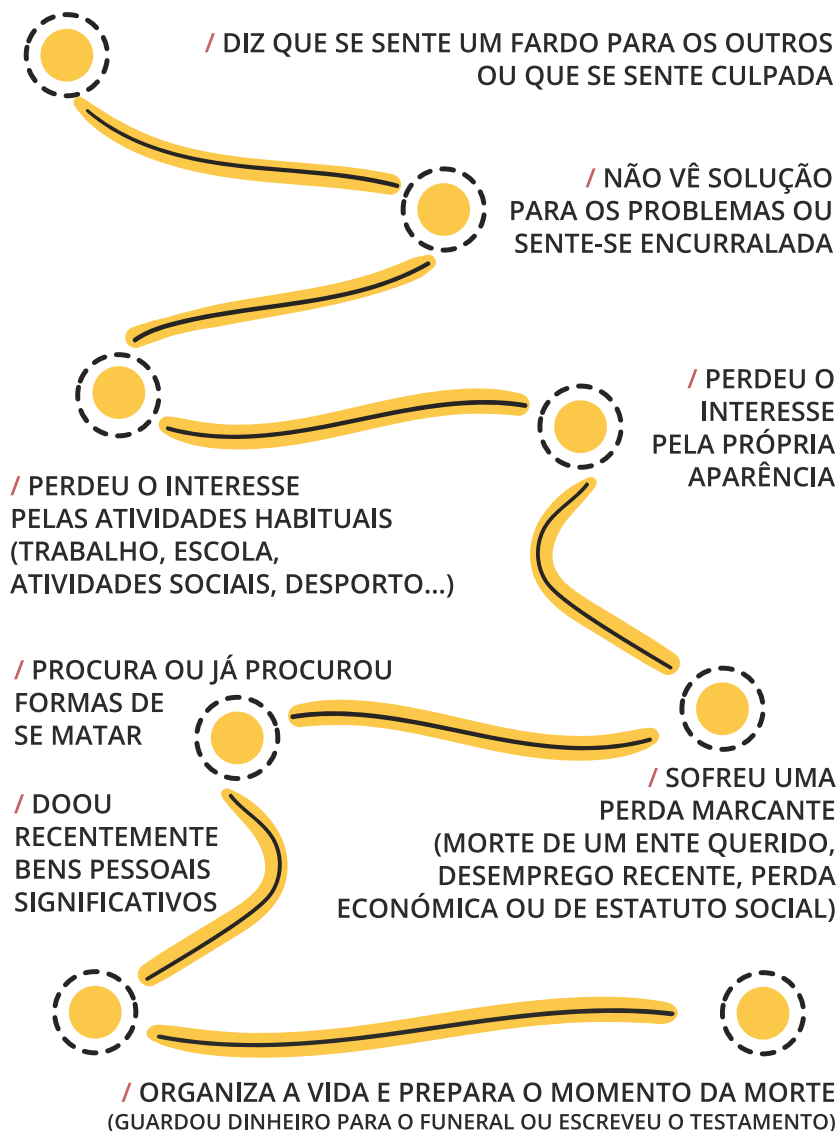 / DIZ QUE SE SENTE UM FARDO PARA OS OUTROS
OU QUE SE SENTE CULPADA
/ NÃO VÊ SOLUÇÃO
PARA OS PROBLEMAS OU
SENTE-SE ENCURRALADA
/ PERDEU O INTERESSE
PELAS ATIVIDADES HABITUAIS
(TRABALHO, ESCOLA,
ATIVIDADES SOCIAIS, DESPORTO...)
/ PERDEU O
INTERESSE
PELA PRÓPRIA
APARÊNCIA
/ SOFREU UMA
PERDA MARCANTE
(MORTE DE UM ENTE QUERIDO,
DESEMPREGO RECENTE, PERDA
ECONÓMICA OU DE ESTATUTO SOCIAL)
/ PROCURA OU JÁ PROCUROU
FORMAS DE
SE MATAR
/ DOOU
RECENTEMENTE
BENS PESSOAIS
SIGNIFICATIVOS
/ ORGANIZA A VIDA E PREPARA O MOMENTO DA MORTE
(GUARDOU DINHEIRO PARA O FUNERAL OU ESCREVEU O TESTAMENTO)